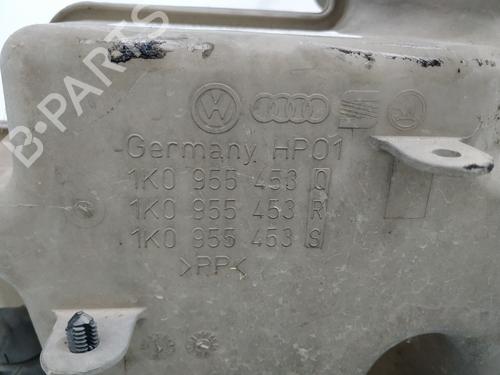 B-PARTS
Germany HP01
1K0 955 453 Q
1K0 955 453 R
1K0 955 453 S
>PP<